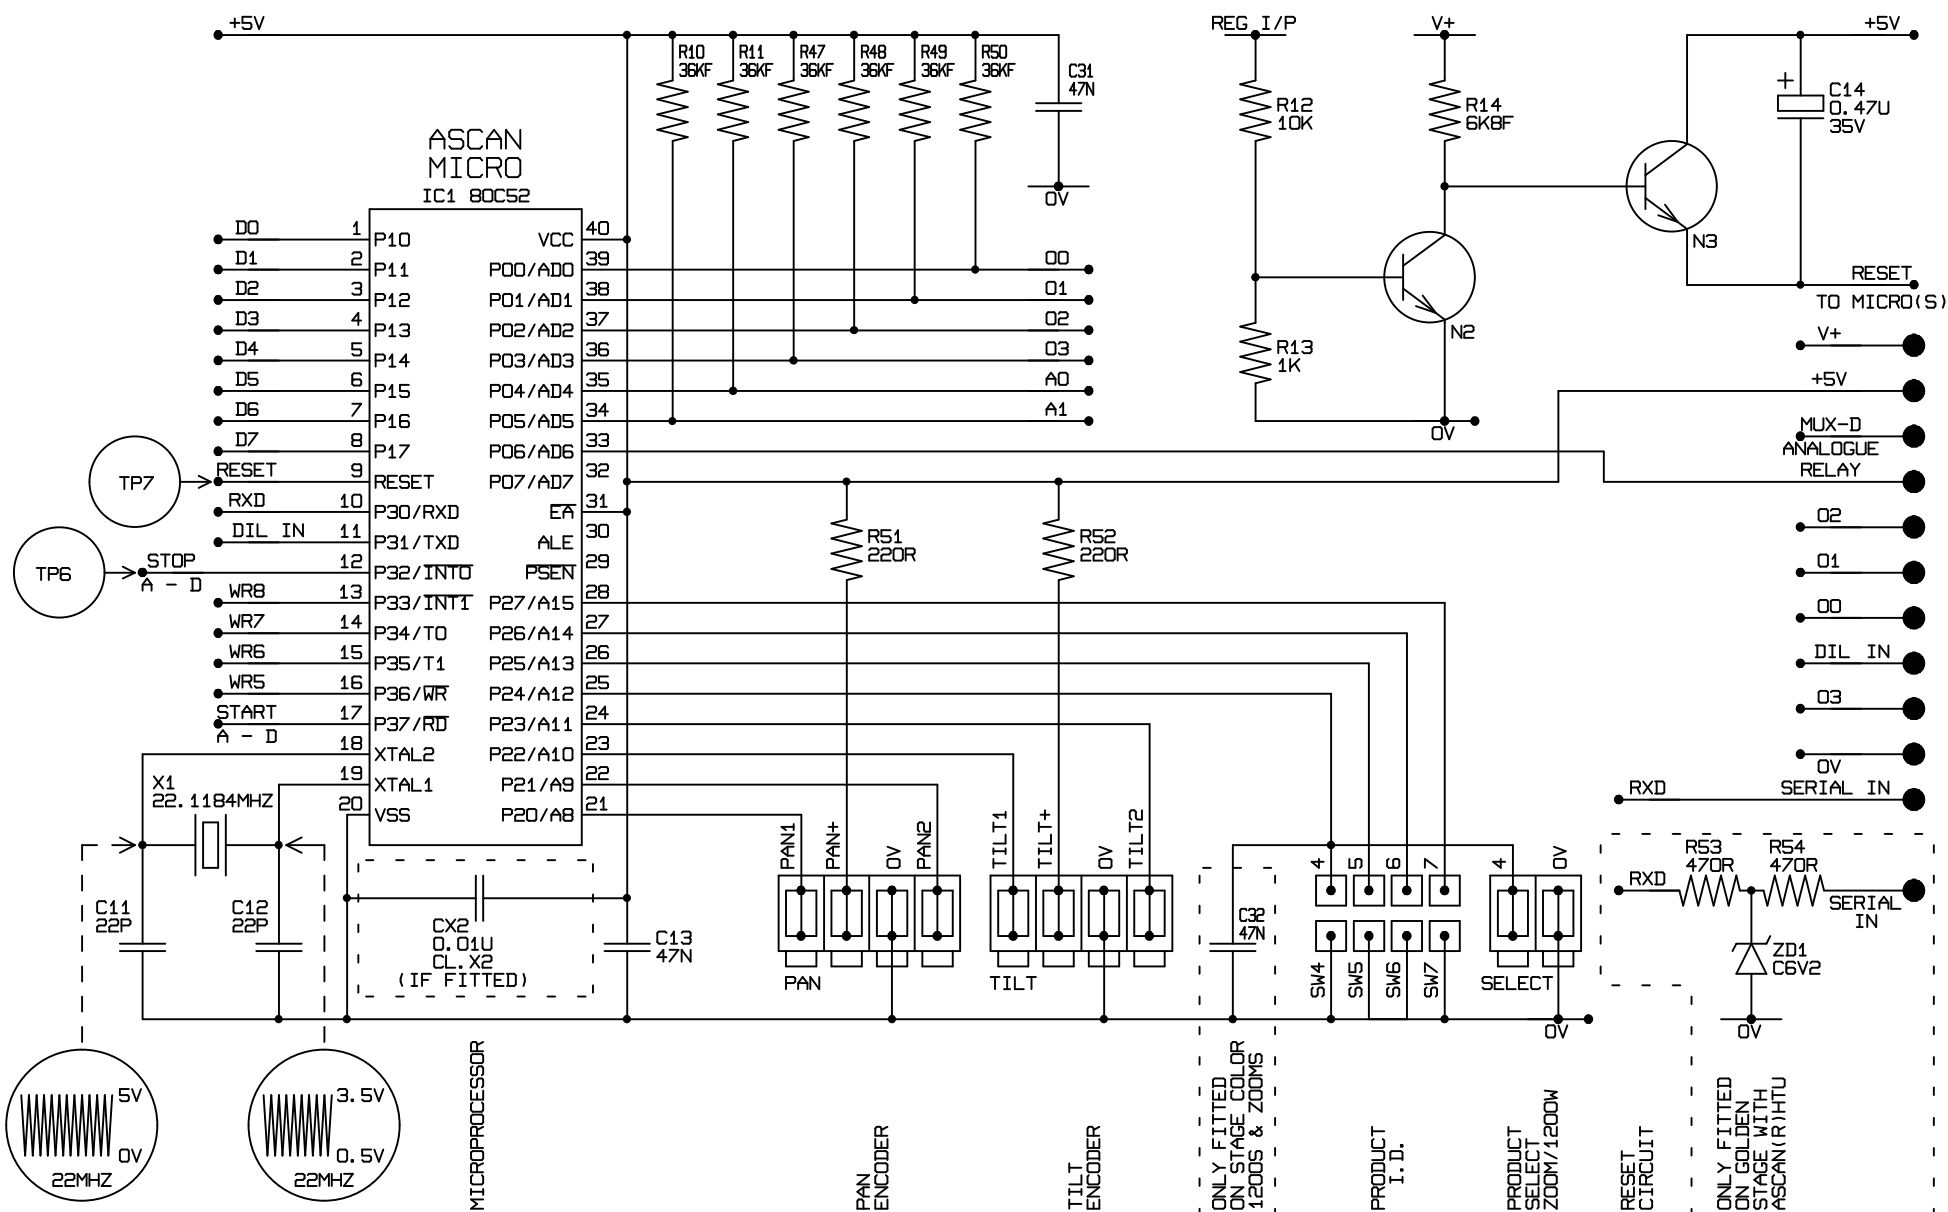 +5V
R10
36KF
R11
36KF
R47
36KF
R48
36KF
R49
36KF
R50
36KF
C31
47N
0V
REG I/P
V+
+5V
R12
10K
R14
6K8F
+
C14
0.47U
35V
N3
N2
R13
1K
0V
RESET
TO MICRO(S)
ASCAN
MICRO
IC1 80C52
D0 1 P10
D1 2 P11
D2 3 P12
D3 4 P13
D4 5 P14
D5 6 P15
D6 7 P16
D7 8 P17
TP7
RESET 9 RESET
RXD 10 P30/RXD
DIL IN 11 P31/TXD
TP6
STOP
A - D
12 P32/INT0
WR8 13 P33/INT1
WR7 14 P34/T0
WR6 15 P35/T1
WR5 16 P36/WR
START
A - D
17 P37/RD
18 XTAL2
19 XTAL1
20 VSS
VCC 40
P00/AD0 39 O0
P01/AD1 38 O1
P02/AD2 37 O2
P03/AD3 36 O3
P04/AD4 35 A0
P05/AD5 34 A1
P06/AD6 33
P07/AD7 32
EA 31
ALE 30
PSEN 29
P27/A15 28
P26/A14 27
P25/A13 26
P24/A12 25
P23/A11 24
P22/A10 23
P21/A9 22
P20/A8 21
R51
220R
R52
220R
V+
+5V
MUX-D
ANALOGUE
RELAY
O2
O1
O0
DIL IN
O3
0V
RXD SERIAL IN
X1
22.1184MHZ
C11
22P
C12
22P
CX2
0.01U
CL.X2
(IF FITTED)
C13
47N
PAN1
PAN+
0V
PAN2
PAN
TILT1
TILT+
0V
TILT2
TILT
C32
47N
4
5
6
7
SW4
SW5
SW6
SW7
4
0V
SELECT
0V
R53
470R
R54
470R
RXD
SERIAL
IN
ZD1
C6V2
0V
5V
0V
22MHZ
3.5V
0.5V
22MHZ
MICROPROCESSOR
PAN
ENCODER
TILT
ENCODER
ONLY FITTED
ON STAGE COLOR
1200S & ZOOMS
PRODUCT
I.D.
PRODUCT
SELECT
ZOOM/1200W
RESET
CIRCUIT
ONLY FITTED
ON GOLDEN
STAGE WITH
ASCAN(R)HTU